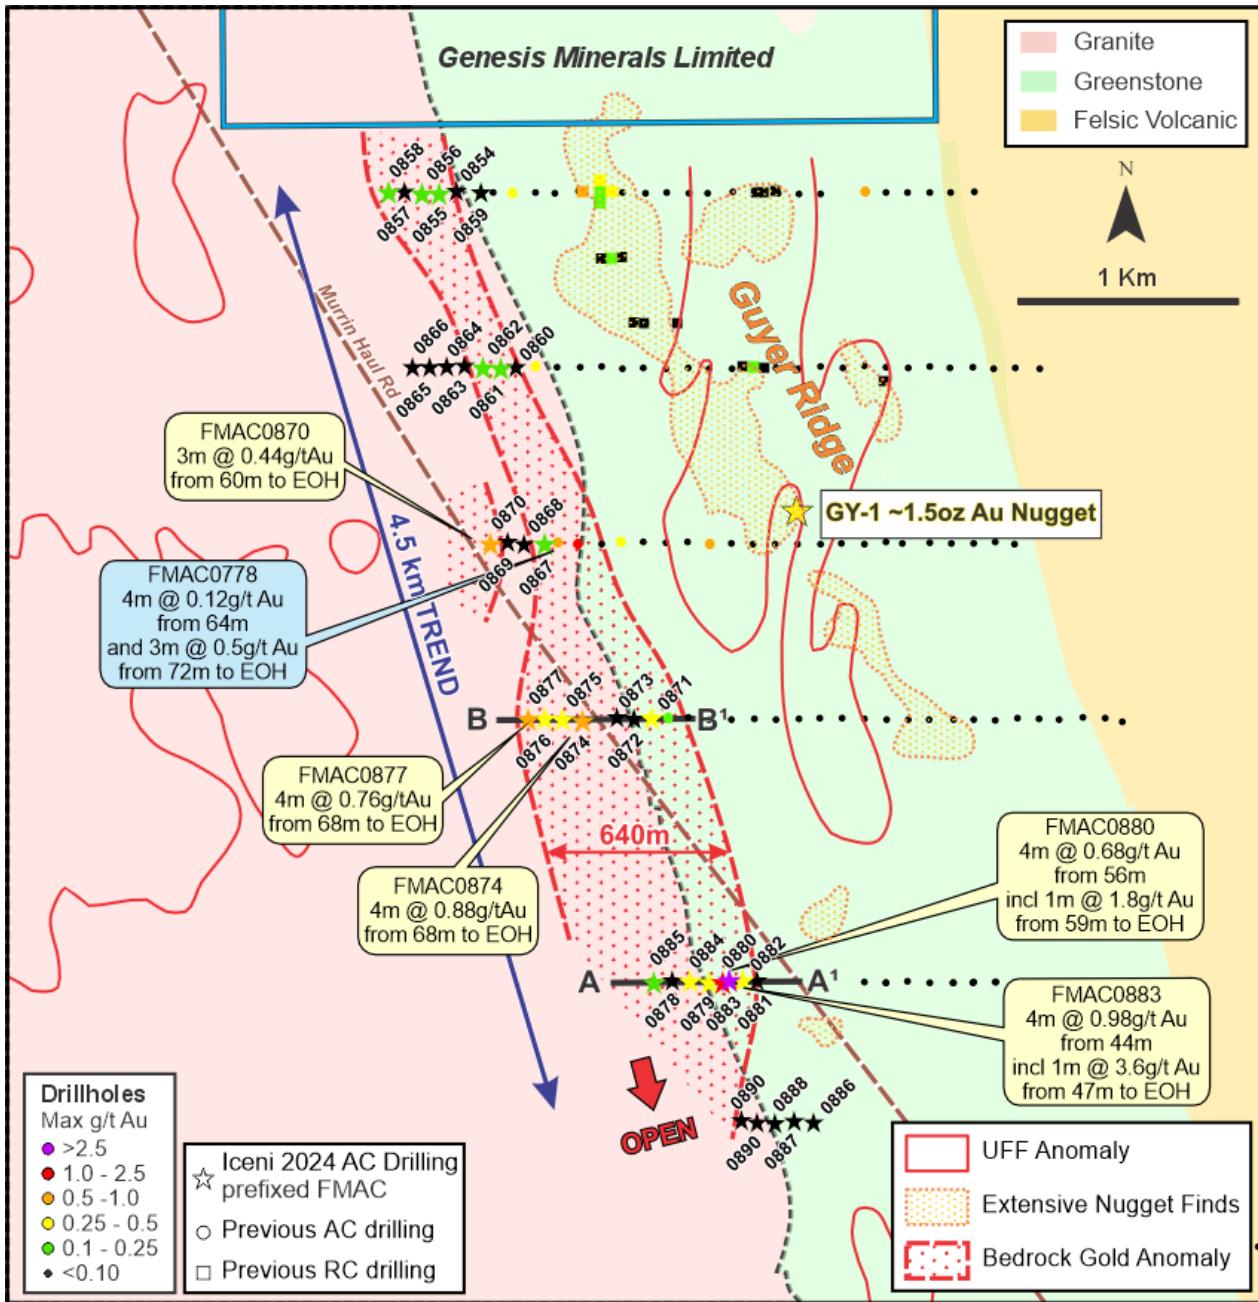 Genesis Minerals Limited
Granite
Greenstone
Felsic Volcanic
N
1 Km
0858
0856
0854
0857
0855
0859
Murrin Haul Rd
Guyer Ridge
0866
0864
0862
0860
0865
0863
0861
FMAC0870
3m @ 0.44g/tAu
from 60m to EOH
GY-1 ~1.5oz Au Nugget
0870
0868
0869
0867
4.5 km TREND
FMAC0778
4m @ 0.12g/t Au
from 64m
and 3m @ 0.5g/t Au
from 72m to EOH
0877
0875
0873
0871
B
B¹
0876
0874
0872
FMAC0877
4m @ 0.76g/tAu
from 68m to EOH
640m
FMAC0874
4m @ 0.88g/tAu
from 68m to EOH
FMAC0880
4m @ 0.68g/t Au
from 56m
incl 1m @ 1.8g/t Au
from 59m to EOH
0885
0884
0880
0882
A
A¹
0878
0879
0883
0881
FMAC0883
4m @ 0.98g/t Au
from 44m
incl 1m @ 3.6g/t Au
from 47m to EOH
OPEN
0890
0888
0886
0890
0887
Drillholes
Max g/t Au
>2.5
1.0 - 2.5
0.5 -1.0
0.25 - 0.5
0.1 - 0.25
<0.10
Iceni 2024 AC Drilling
prefixed FMAC
Previous AC drilling
Previous RC drilling
UFF Anomaly
Extensive Nugget Finds
Bedrock Gold Anomaly